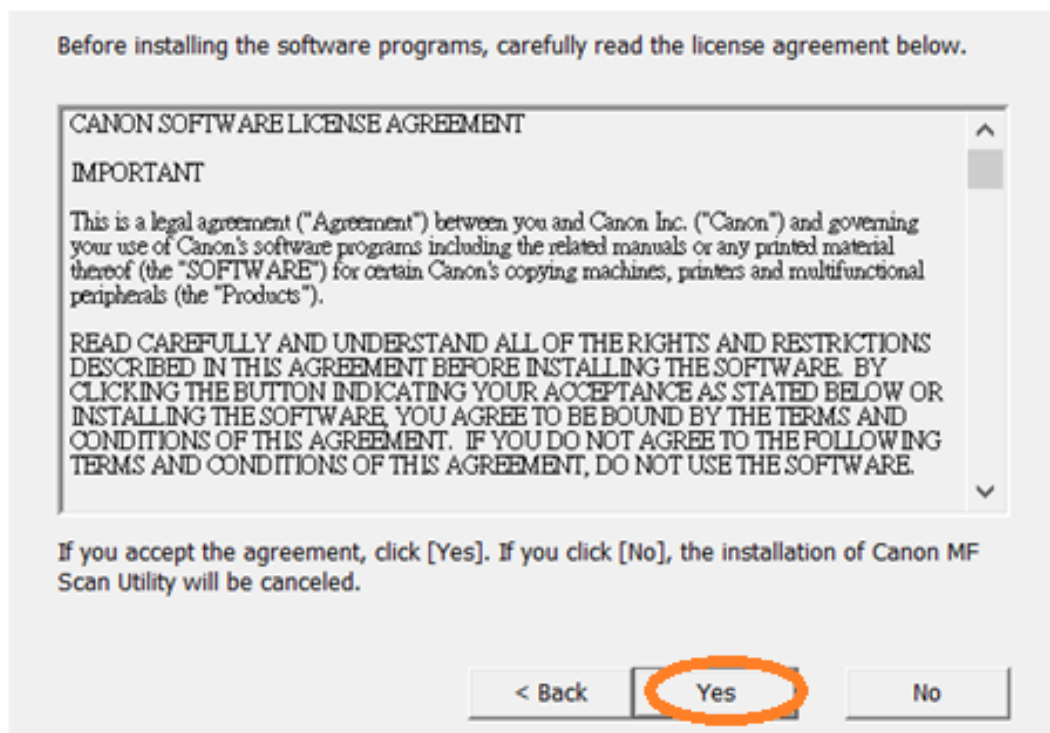 Before installing the software programs, carefully read the license agreement below.
CANON SOFTWARE LICENSE AGREEMENT
IMPORTANT
This is a legal agreement ("Agreement") between you and Canon Inc. ("Canon") and governing
your use of Canon's software programs including the related manuals or any printed material
thereof (the "SOFTWARE") for certain Canon's copying machines, printers and multifunctional
peripherals (the "Products").
READ CAREFULLY AND UNDERSTAND ALL OF THE RIGHTS AND RESTRICTIONS
DESCRIBED IN THIS AGREEMENT BEFORE INSTALLING THE SOFTWARE. BY
CLICKING THE BUTTON INDICATING YOUR ACCEPTANCE AS STATED BELOW OR
INSTALLING THE SOFTWARE, YOU AGREE TO BE BOUND BY THE TERMS AND
CONDITIONS OF THIS AGREEMENT. IF YOU DO NOT AGREE TO THE FOLLOWING
TERMS AND CONDITIONS OF THIS AGREEMENT, DO NOT USE THE SOFTWARE.
If you accept the agreement, click [Yes]. If you click [No], the installation of Canon MF
Scan Utility will be canceled.
< Back Yes No